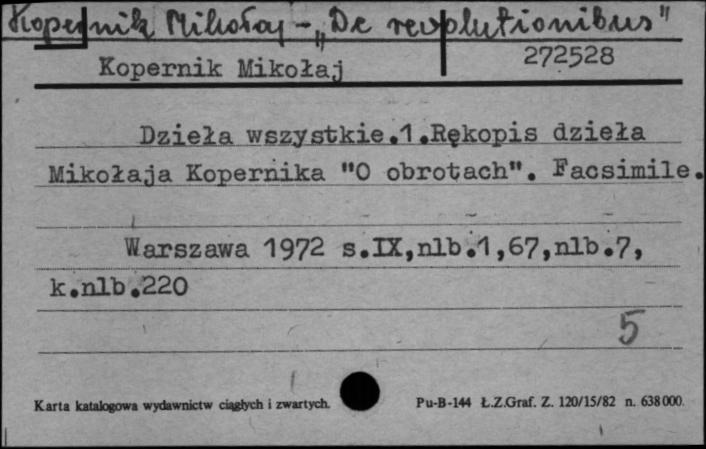 Kopernik Mikołaj - „De revolutionibus"
Kopernik Mikołaj
272528
Dzieła wszystkie.1.Rękopis dzieła
Mikołaja Kopernika "O obrotach". Facsimile.
Warszawa 1972 s.IX,nlb.1,67,nlb.7,
k.nlb.220
5
Karta katalogowa wydawnictw ciągłych i zwartych.
Pu-B-144 Ł.Z.Graf. Z. 120/15/82 n. 638000.